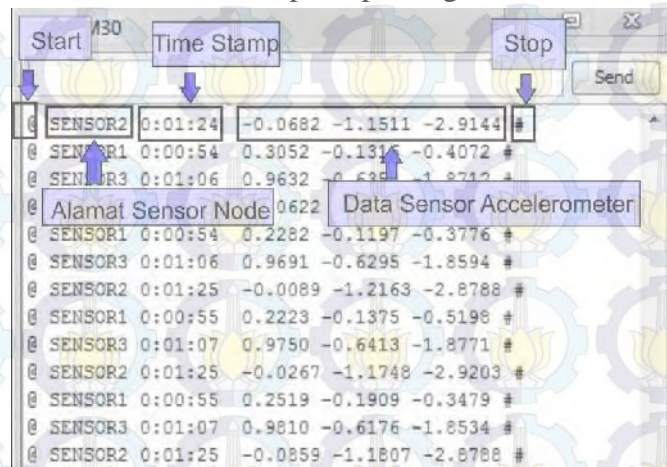 M30
Start
Time Stamp
Stop
Send
@ SENSOR2 0:01:24 -0.0682 -1.1511 -2.9144 #
@ SENSOR1 0:00:54 0.3052 -0.4072 #
@ SENSOR3 0:01:06 0.9632
@ 0622
Alamat Sensor Node
Data Sensor Accelerometer
@ SENSOR1 0:00:54 0.2282 -0.1197 -0.3776 #
@ SENSOR3 0:01:06 0.9691 -0.6295 -1.8594 #
@ SENSOR2 0:01:25 -0.0089 -1.2163 -2.8788 #
@ SENSOR1 0:00:55 0.2223 -0.1375 -0.5198 #
@ SENSOR3 0:01:07 0.9750 -0.6413 -1.8771 #
@ SENSOR2 0:01:25 -0.0267 -1.1748 -2.9203 #
@ SENSOR1 0:00:55 0.2519 -0.1909 -0.3479 #
@ SENSOR3 0:01:07 0.9810 -0.6176 -1.8534 #
@ SENSOR2 0:01:25 -0.0859 -1.1807 -2.8788 #